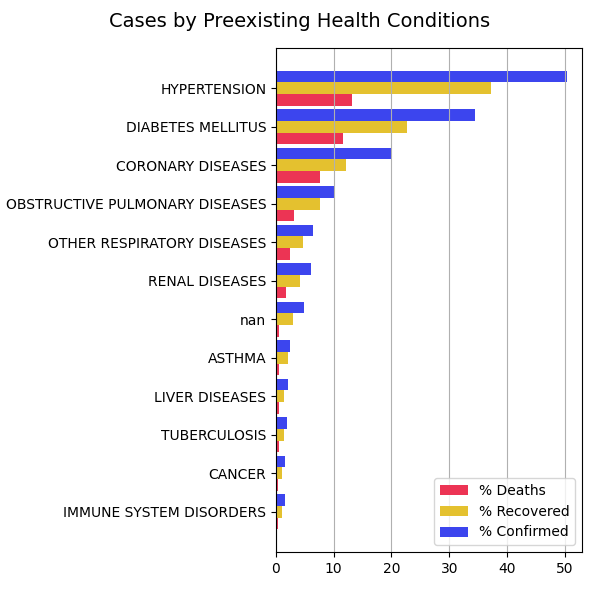 Cases by Preexisting Health Conditions
HYPERTENSION
DIABETES MELLITUS
CORONARY DISEASES
OBSTRUCTIVE PULMONARY DISEASES
OTHER RESPIRATORY DISEASES
RENAL DISEASES
nan
ASTHMA
LIVER DISEASES
TUBERCULOSIS
CANCER
IMMUNE SYSTEM DISORDERS
% Deaths
% Recovered
% Confirmed
0 10 20 30 40 50